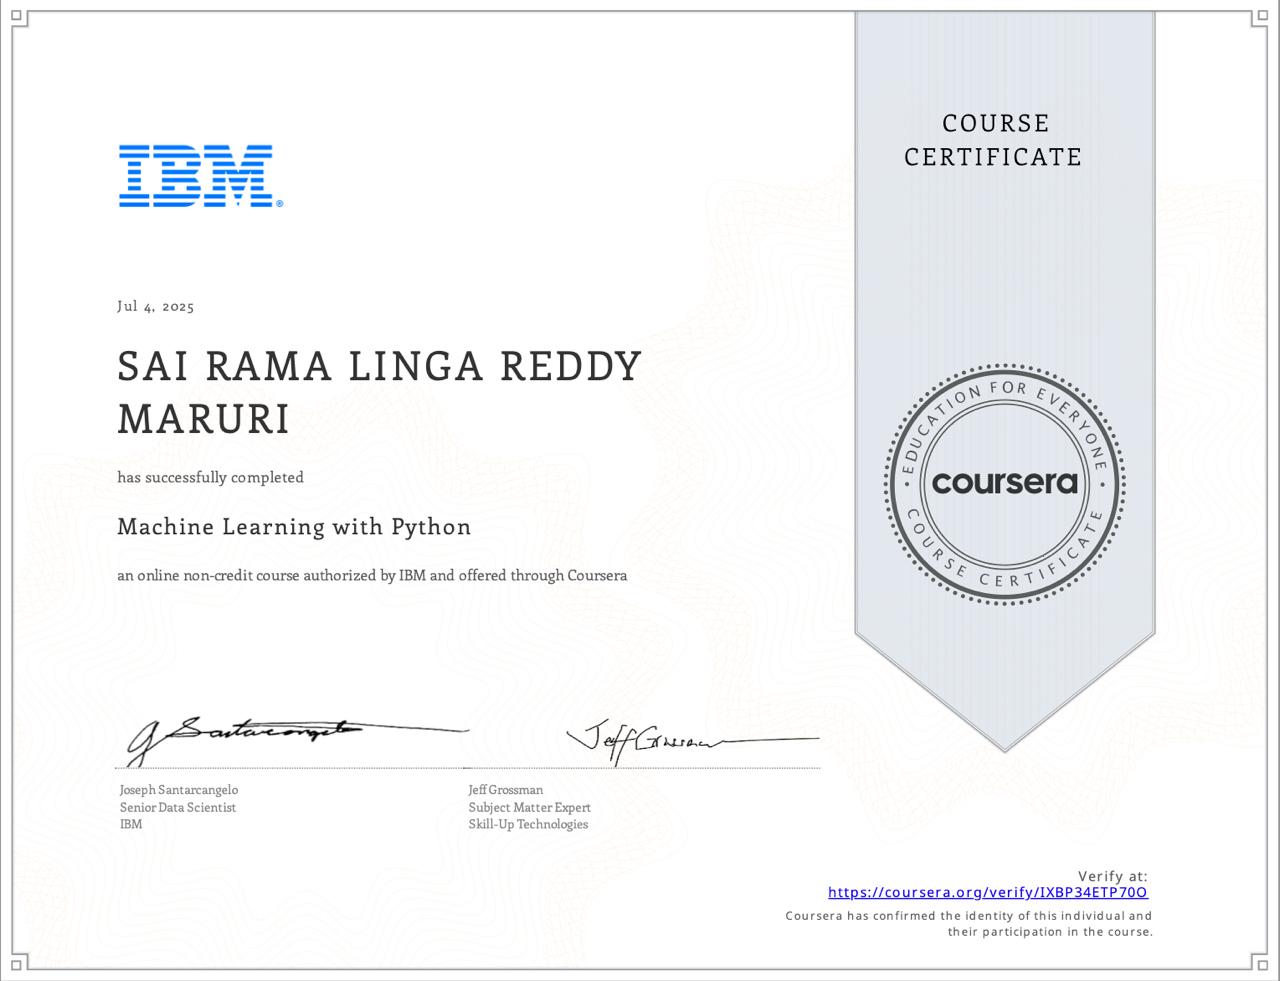 COURSE
CERTIFICATE
IBM®
Jul 4, 2025
SAI RAMA LINGA REDDY
MARURI
has successfully completed
Machine Learning with Python
an online non-credit course authorized by IBM and offered through Coursera
EDUCATION FOR EVERYONE
coursera
COURSE CERTIFICATE
J Santarcangelo
Jeff Grossman
Joseph Santarcangelo
Senior Data Scientist
IBM
Jeff Grossman
Subject Matter Expert
Skill-Up Technologies
Verify at:
https://coursera.org/verify/IXBP34ETP70O
Coursera has confirmed the identity of this individual and
their participation in the course.